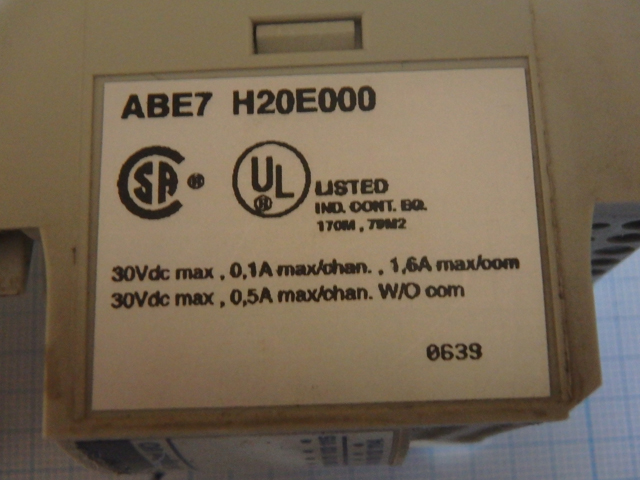 ABE7 H20E000
SA ®
UL ® LISTED
IND. CONT. EQ.
170M , 79M2
30Vdc max , 0,1A max/chan. , 1,6A max/com
30Vdc max , 0,5A max/chan. W/O com
0639